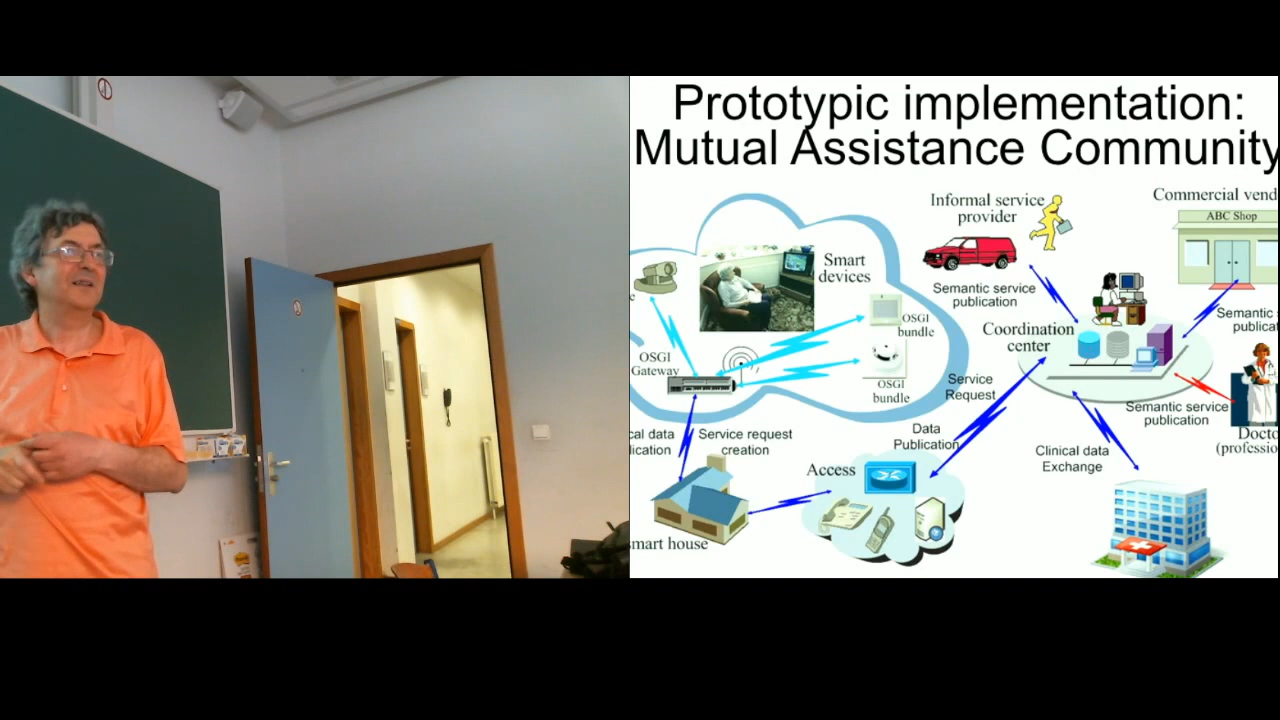 Prototypic implementation:
Mutual Assistance Community
Informal service
provider
Commercial vend
ABC Shop
Smart
devices
Semantic service
publication
OSGI
bundle
Coordination
center
Semantic
publica
OSGI
Gateway
OSGI
bundle
Service
Request
Semantic service
publication
cal data
lication
Service request
creation
Data
Publication
Docto
(professio
Access
Clinical data
Exchange
mart house